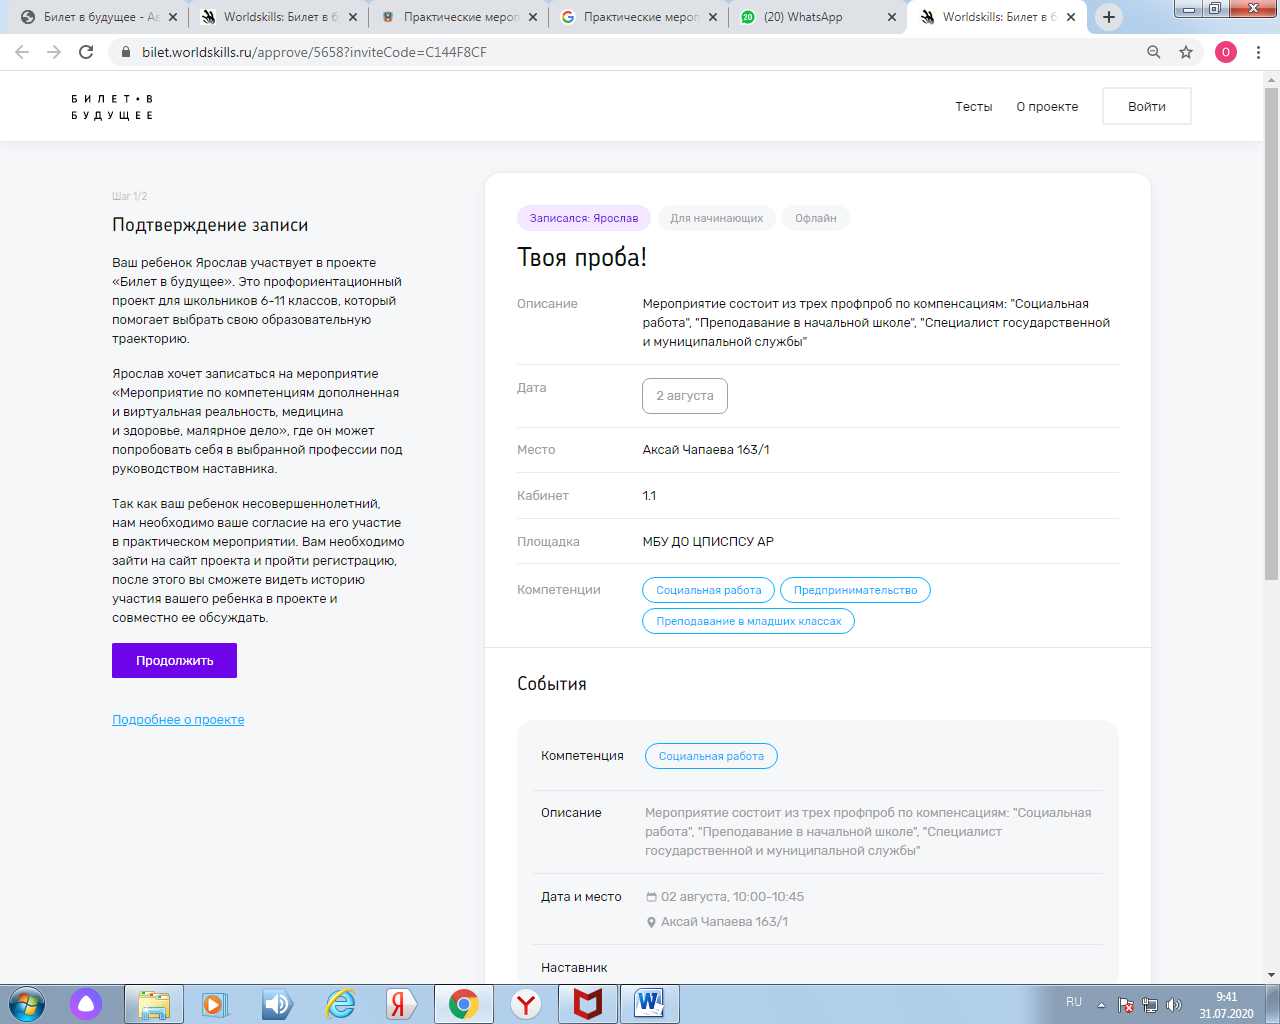 Билет в будущее - Ав
Worldskills: Билет в б
Практические мероп
Практические мероп
(20) WhatsApp
Worldskills: Билет в б
bilet.worldskills.ru/approve/5658?inviteCode=C144F8CF
О
БИЛЕТ•В
БУДУЩЕЕ
Тесты
О проекте
Войти
Шаг 1/2
Подтверждение записи
Ваш ребенок Ярослав участвует в проекте
«Билет в будущее». Это профориентационный
проект для школьников 6-11 классов, который
помогает выбрать свою образовательную
траекторию.
Ярослав хочет записаться на мероприятие
«Мероприятие по компетенциям дополненная
и виртуальная реальность, медицина
и здоровье, малярное дело», где он может
попробовать себя в выбранной профессии под
руководством наставника.
Так как ваш ребенок несовершеннолетний,
нам необходимо ваше согласие на его участие
в практическом мероприятии. Вам необходимо
зайти на сайт проекта и пройти регистрацию,
после этого вы сможете видеть историю
участия вашего ребенка в проекте и
совместно ее обсуждать.
Продолжить
Подробнее о проекте
Записался: Ярослав
Для начинающих
Офлайн
Твоя проба!
Описание
Мероприятие состоит из трех профпроб по компенсациям: "Социальная
работа", "Преподавание в начальной школе", "Специалист государственной
и муниципальной службы"
Дата
2 августа
Место
Аксай Чапаева 163/1
Кабинет
1.1
Площадка
МБУ ДО ЦПИСПСУ АР
Компетенции
Социальная работа
Предпринимательство
Преподавание в младших классах
События
Компетенция
Социальная работа
Описание
Мероприятие состоит из трех профпроб по компенсациям: "Социальная
работа", "Преподавание в начальной школе", "Специалист
государственной и муниципальной службы"
Дата и место
02 августа, 10:00-10:45
Аксай Чапаева 163/1
Наставник
RU
9:41
31.07.2020